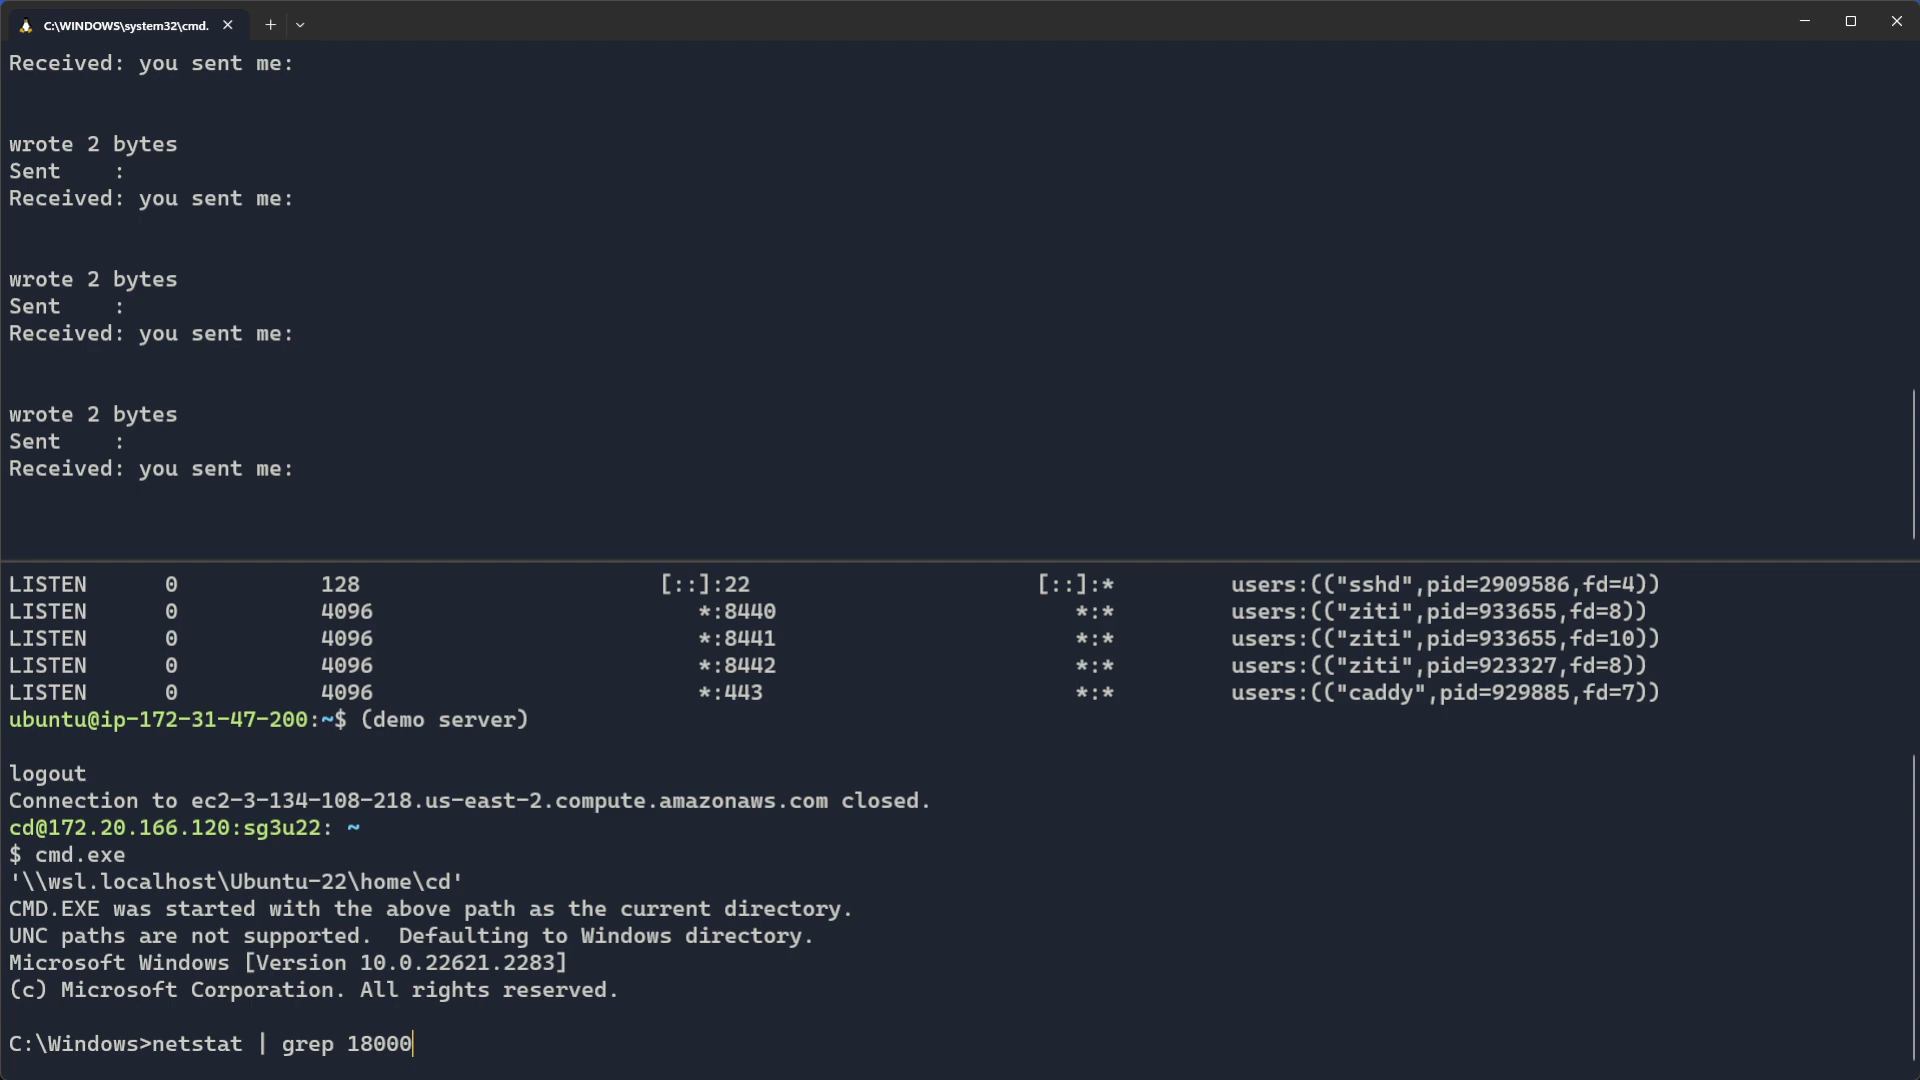 C:\WINDOWS\system32\cmd.
Received: you sent me:
wrote 2 bytes
Sent    :
Received: you sent me:
wrote 2 bytes
Sent    :
Received: you sent me:
wrote 2 bytes
Sent    :
Received: you sent me:
LISTEN      0           128                       [::]:22                      [::]:*         users:(("sshd",pid=2909586,fd=4))
LISTEN      0           4096                         *:8440                       *:*         users:(("ziti",pid=933655,fd=8))
LISTEN      0           4096                         *:8441                       *:*         users:(("ziti",pid=933655,fd=10))
LISTEN      0           4096                         *:8442                       *:*         users:(("ziti",pid=923327,fd=8))
LISTEN      0           4096                         *:443                        *:*         users:(("caddy",pid=929885,fd=7))
ubuntu@ip-172-31-47-200:~$ (demo server)
logout
Connection to ec2-3-134-108-218.us-east-2.compute.amazonaws.com closed.
cd@172.20.166.120:sg3u22: ~
$ cmd.exe
'\\wsl.localhost\Ubuntu-22\home\cd'
CMD.EXE was started with the above path as the current directory.
UNC paths are not supported.  Defaulting to Windows directory.
Microsoft Windows [Version 10.0.22621.2283]
(c) Microsoft Corporation. All rights reserved.
C:\Windows>netstat | grep 18000